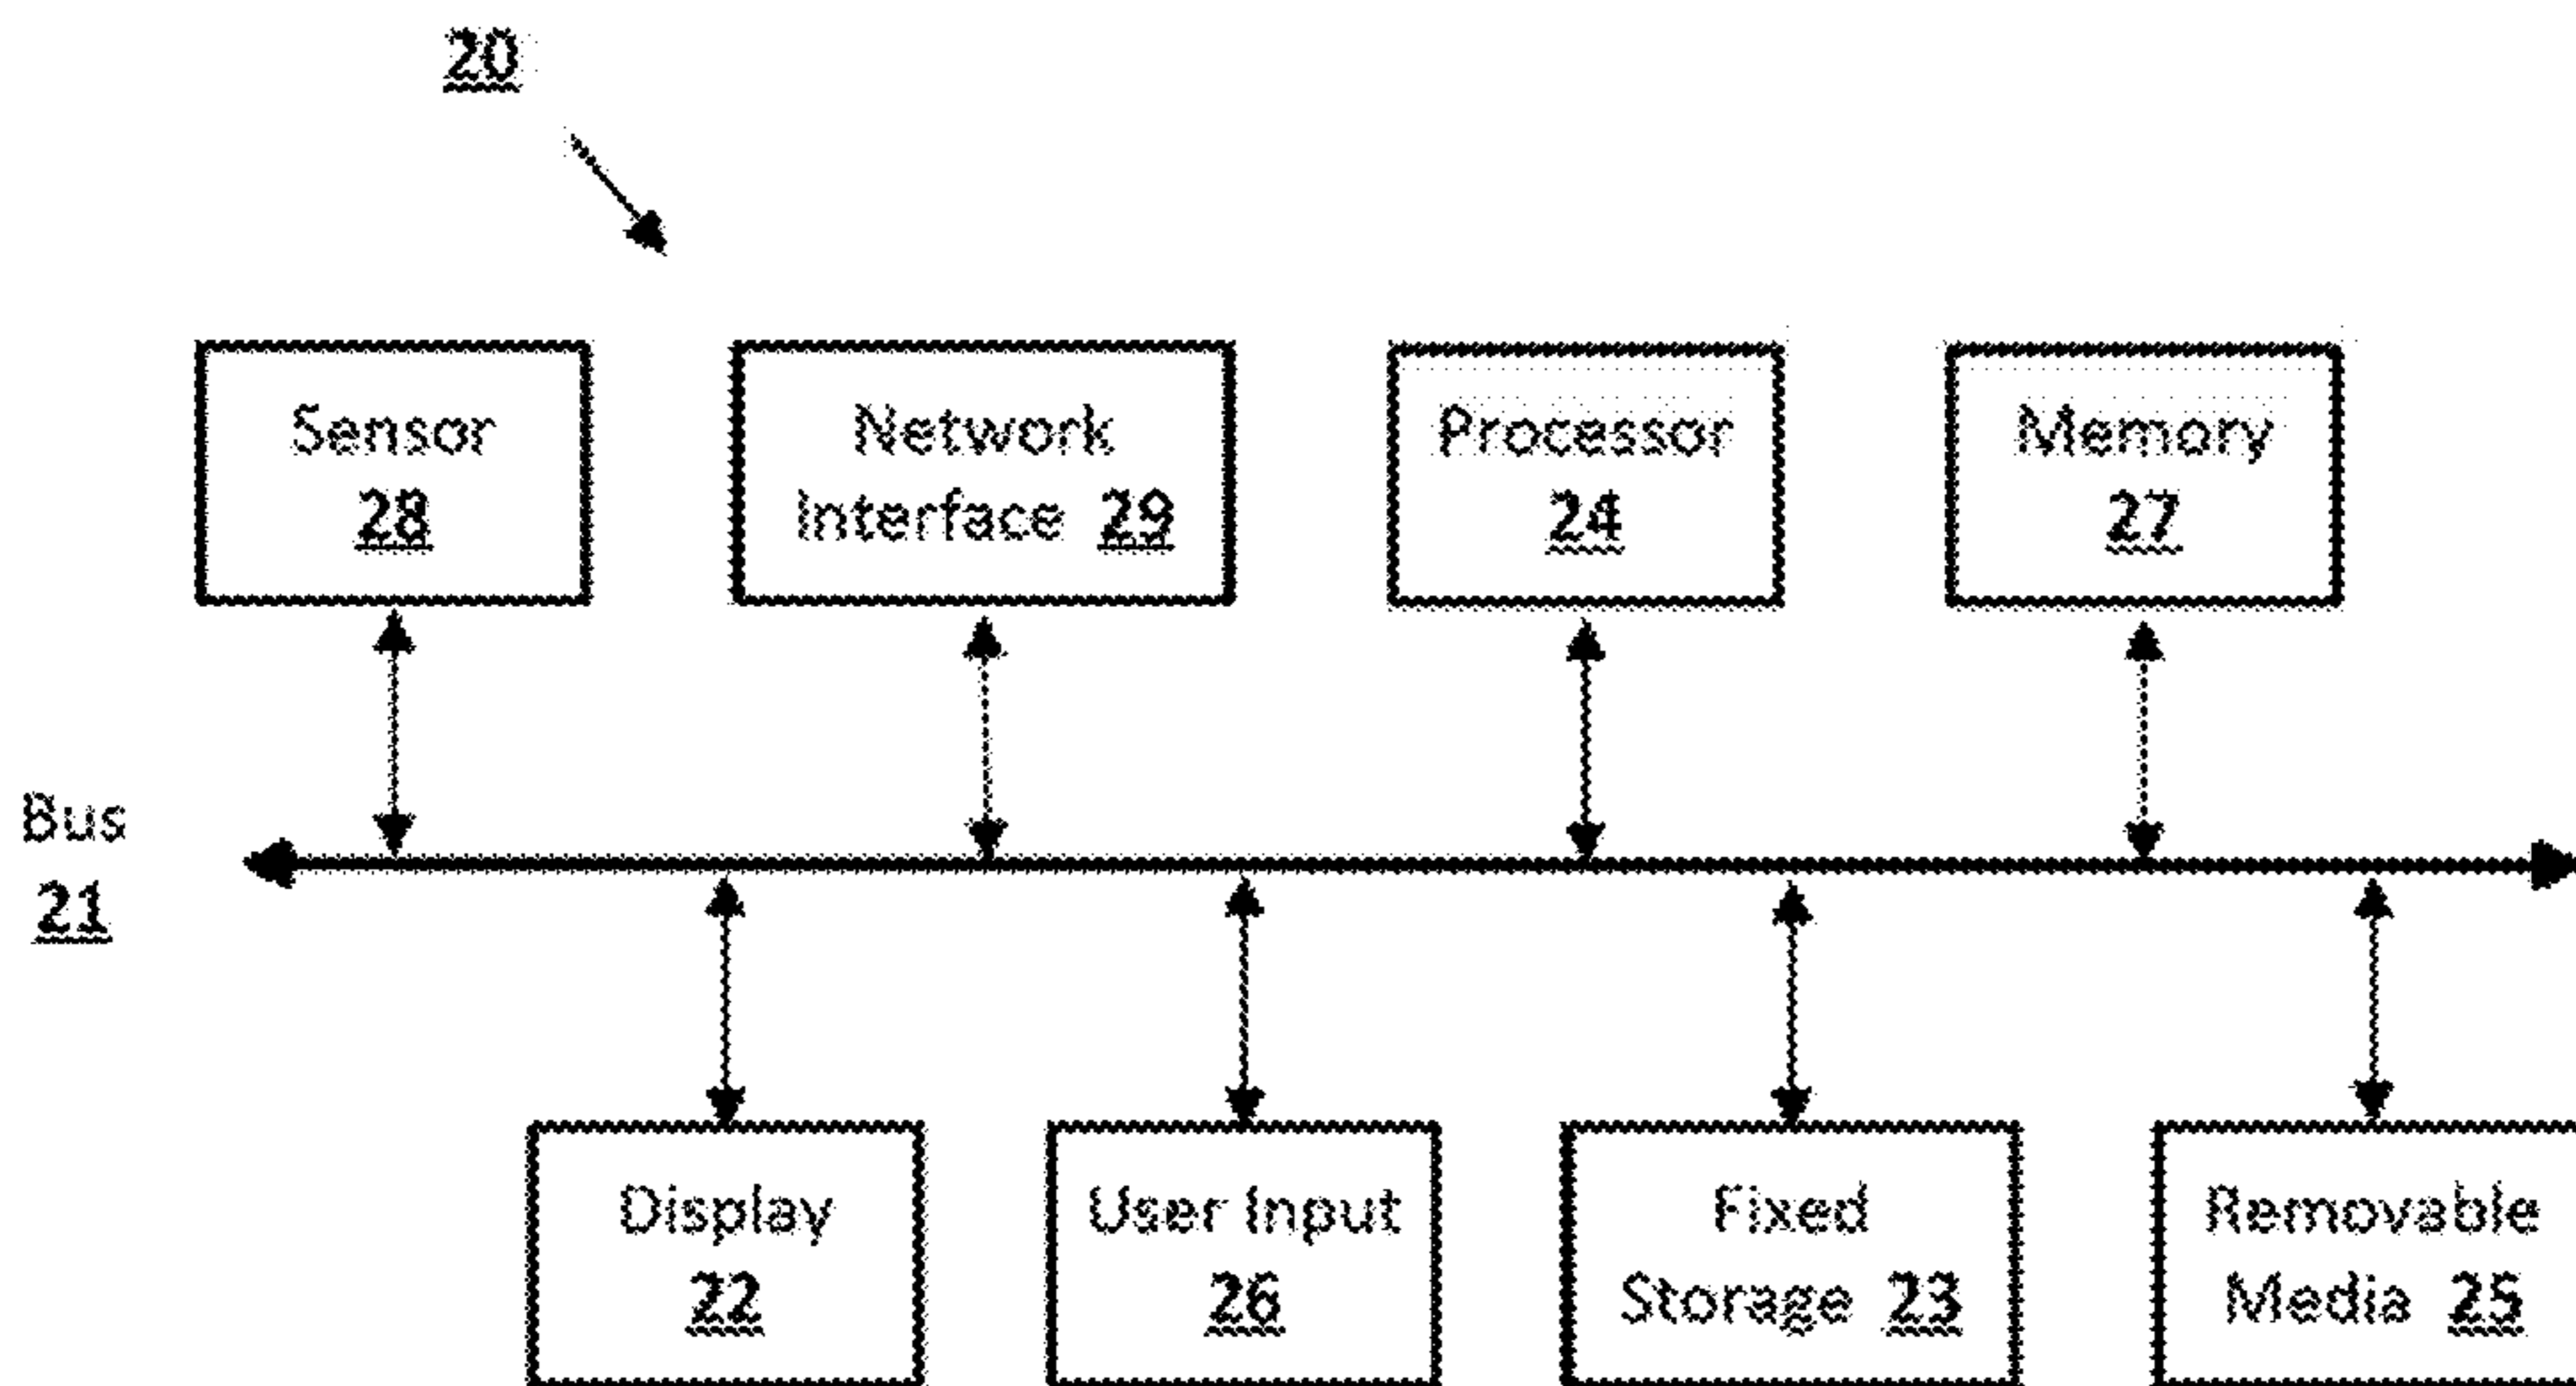 20
Sensor
28
Network
Interface 29
Processor
24
Memory
27
Bus
21
Display
22
User Input
26
Fixed
Storage 23
Removable
Media 25